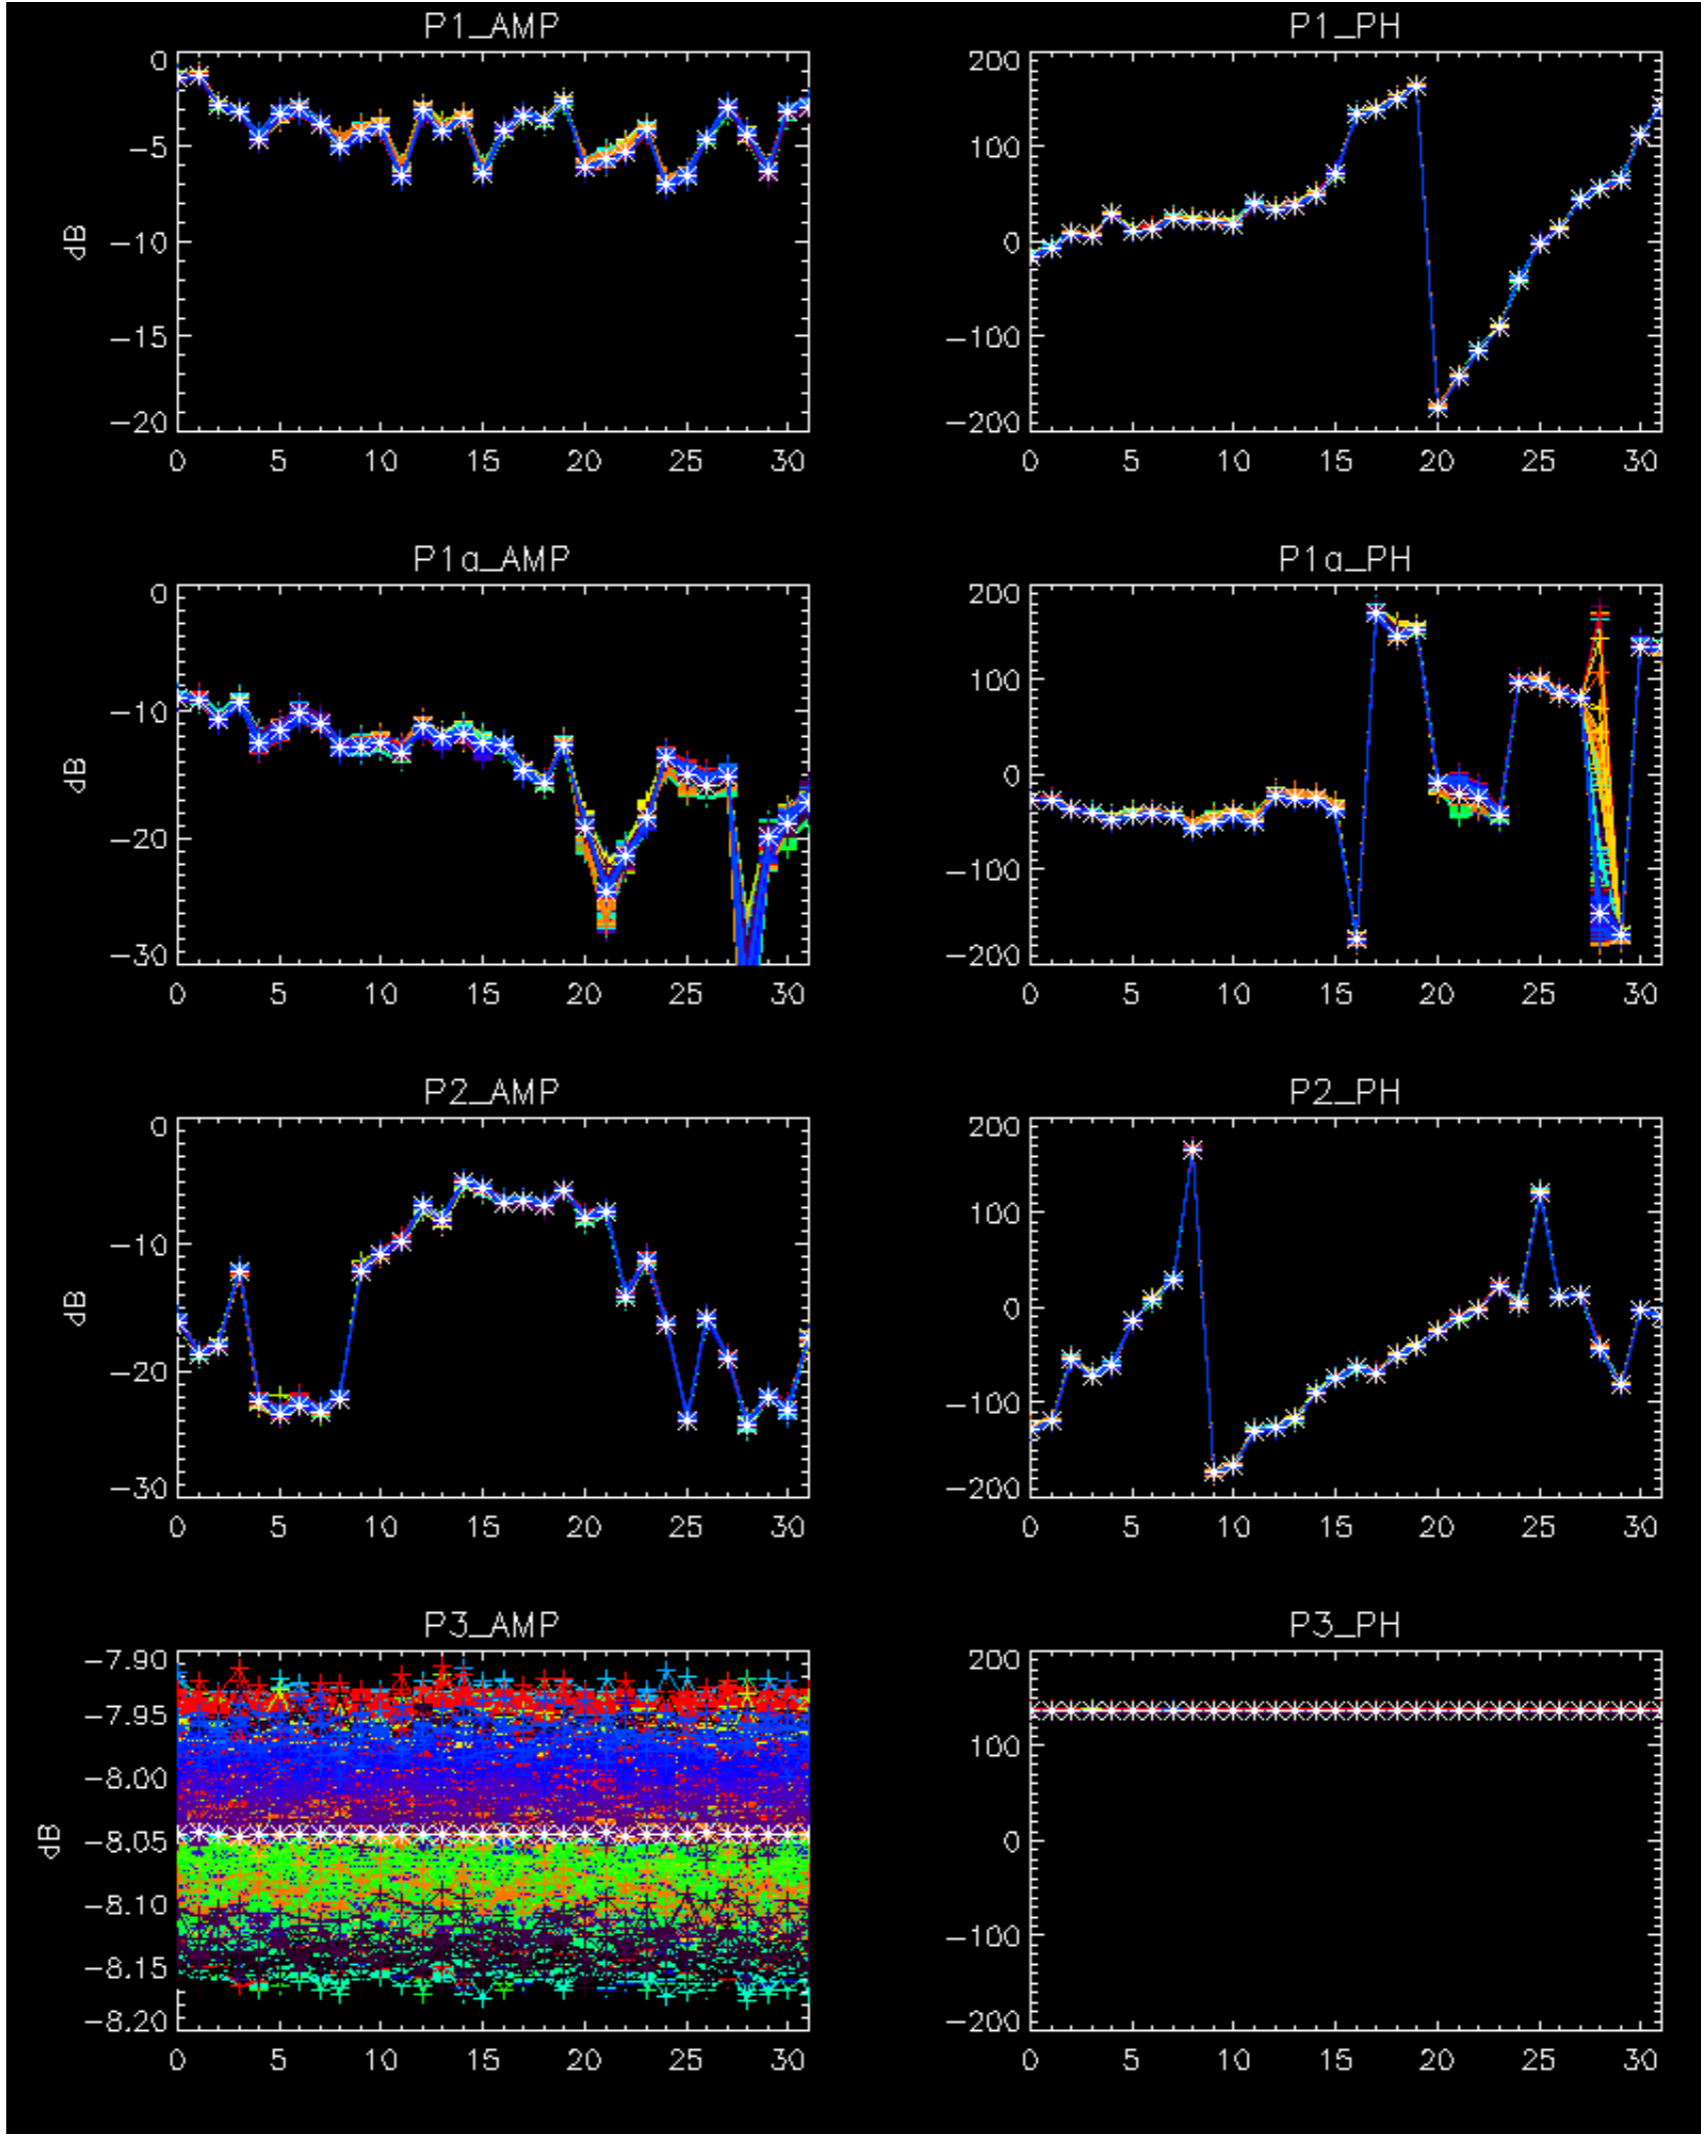 P1_AMP P1_PH
0 200
−5 100
dB −10 0
−15 −100
−20 −200
0 5 10 15 20 25 30 0 5 10 15 20 25 30
P1a_AMP P1a_PH
0 200
−10 100
dB 0
−20 −100
−30 −200
0 5 10 15 20 25 30 0 5 10 15 20 25 30
P2_AMP P2_PH
0 200
−10 100
dB 0
−20 −100
−30 −200
0 5 10 15 20 25 30 0 5 10 15 20 25 30
P3_AMP P3_PH
−7.90 200
−7.95
−8.00 100
dB −8.05 0
−8.10 −100
−8.15
−8.20 −200
0 5 10 15 20 25 30 0 5 10 15 20 25 30